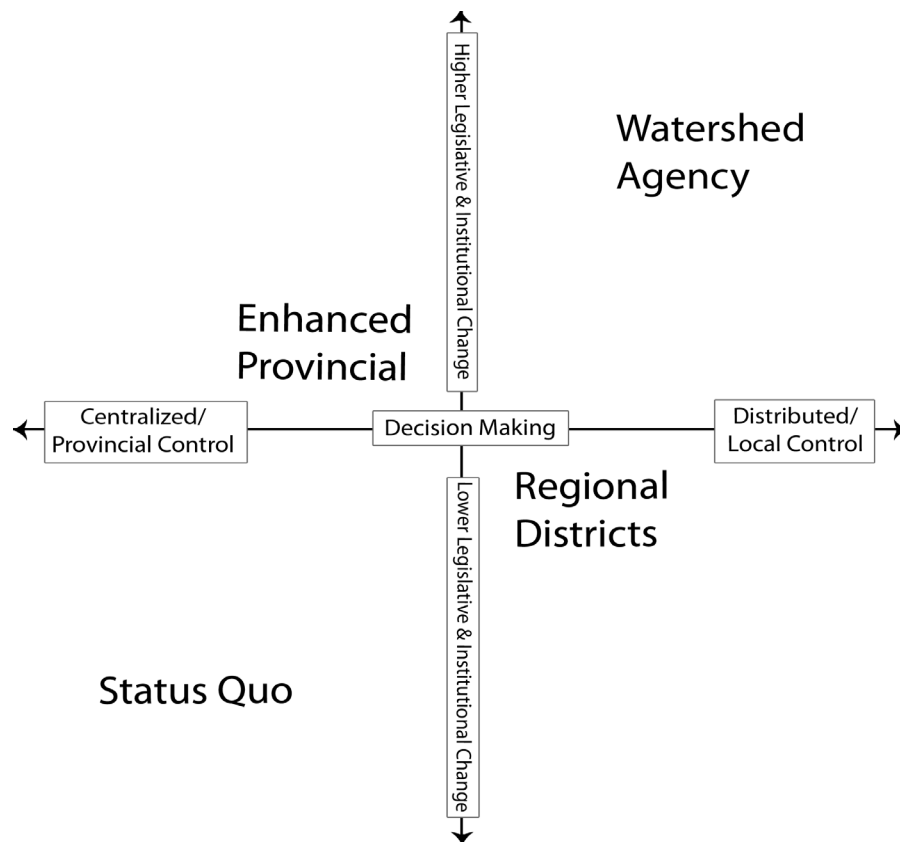 Higher Legislative & Institutional Change
Watershed
Agency
Enhanced
Provincial
Centralized/
Provincial Control
Decision Making
Distributed/
Local Control
Lower Legislative & Institutional Change
Regional
Districts
Status Quo